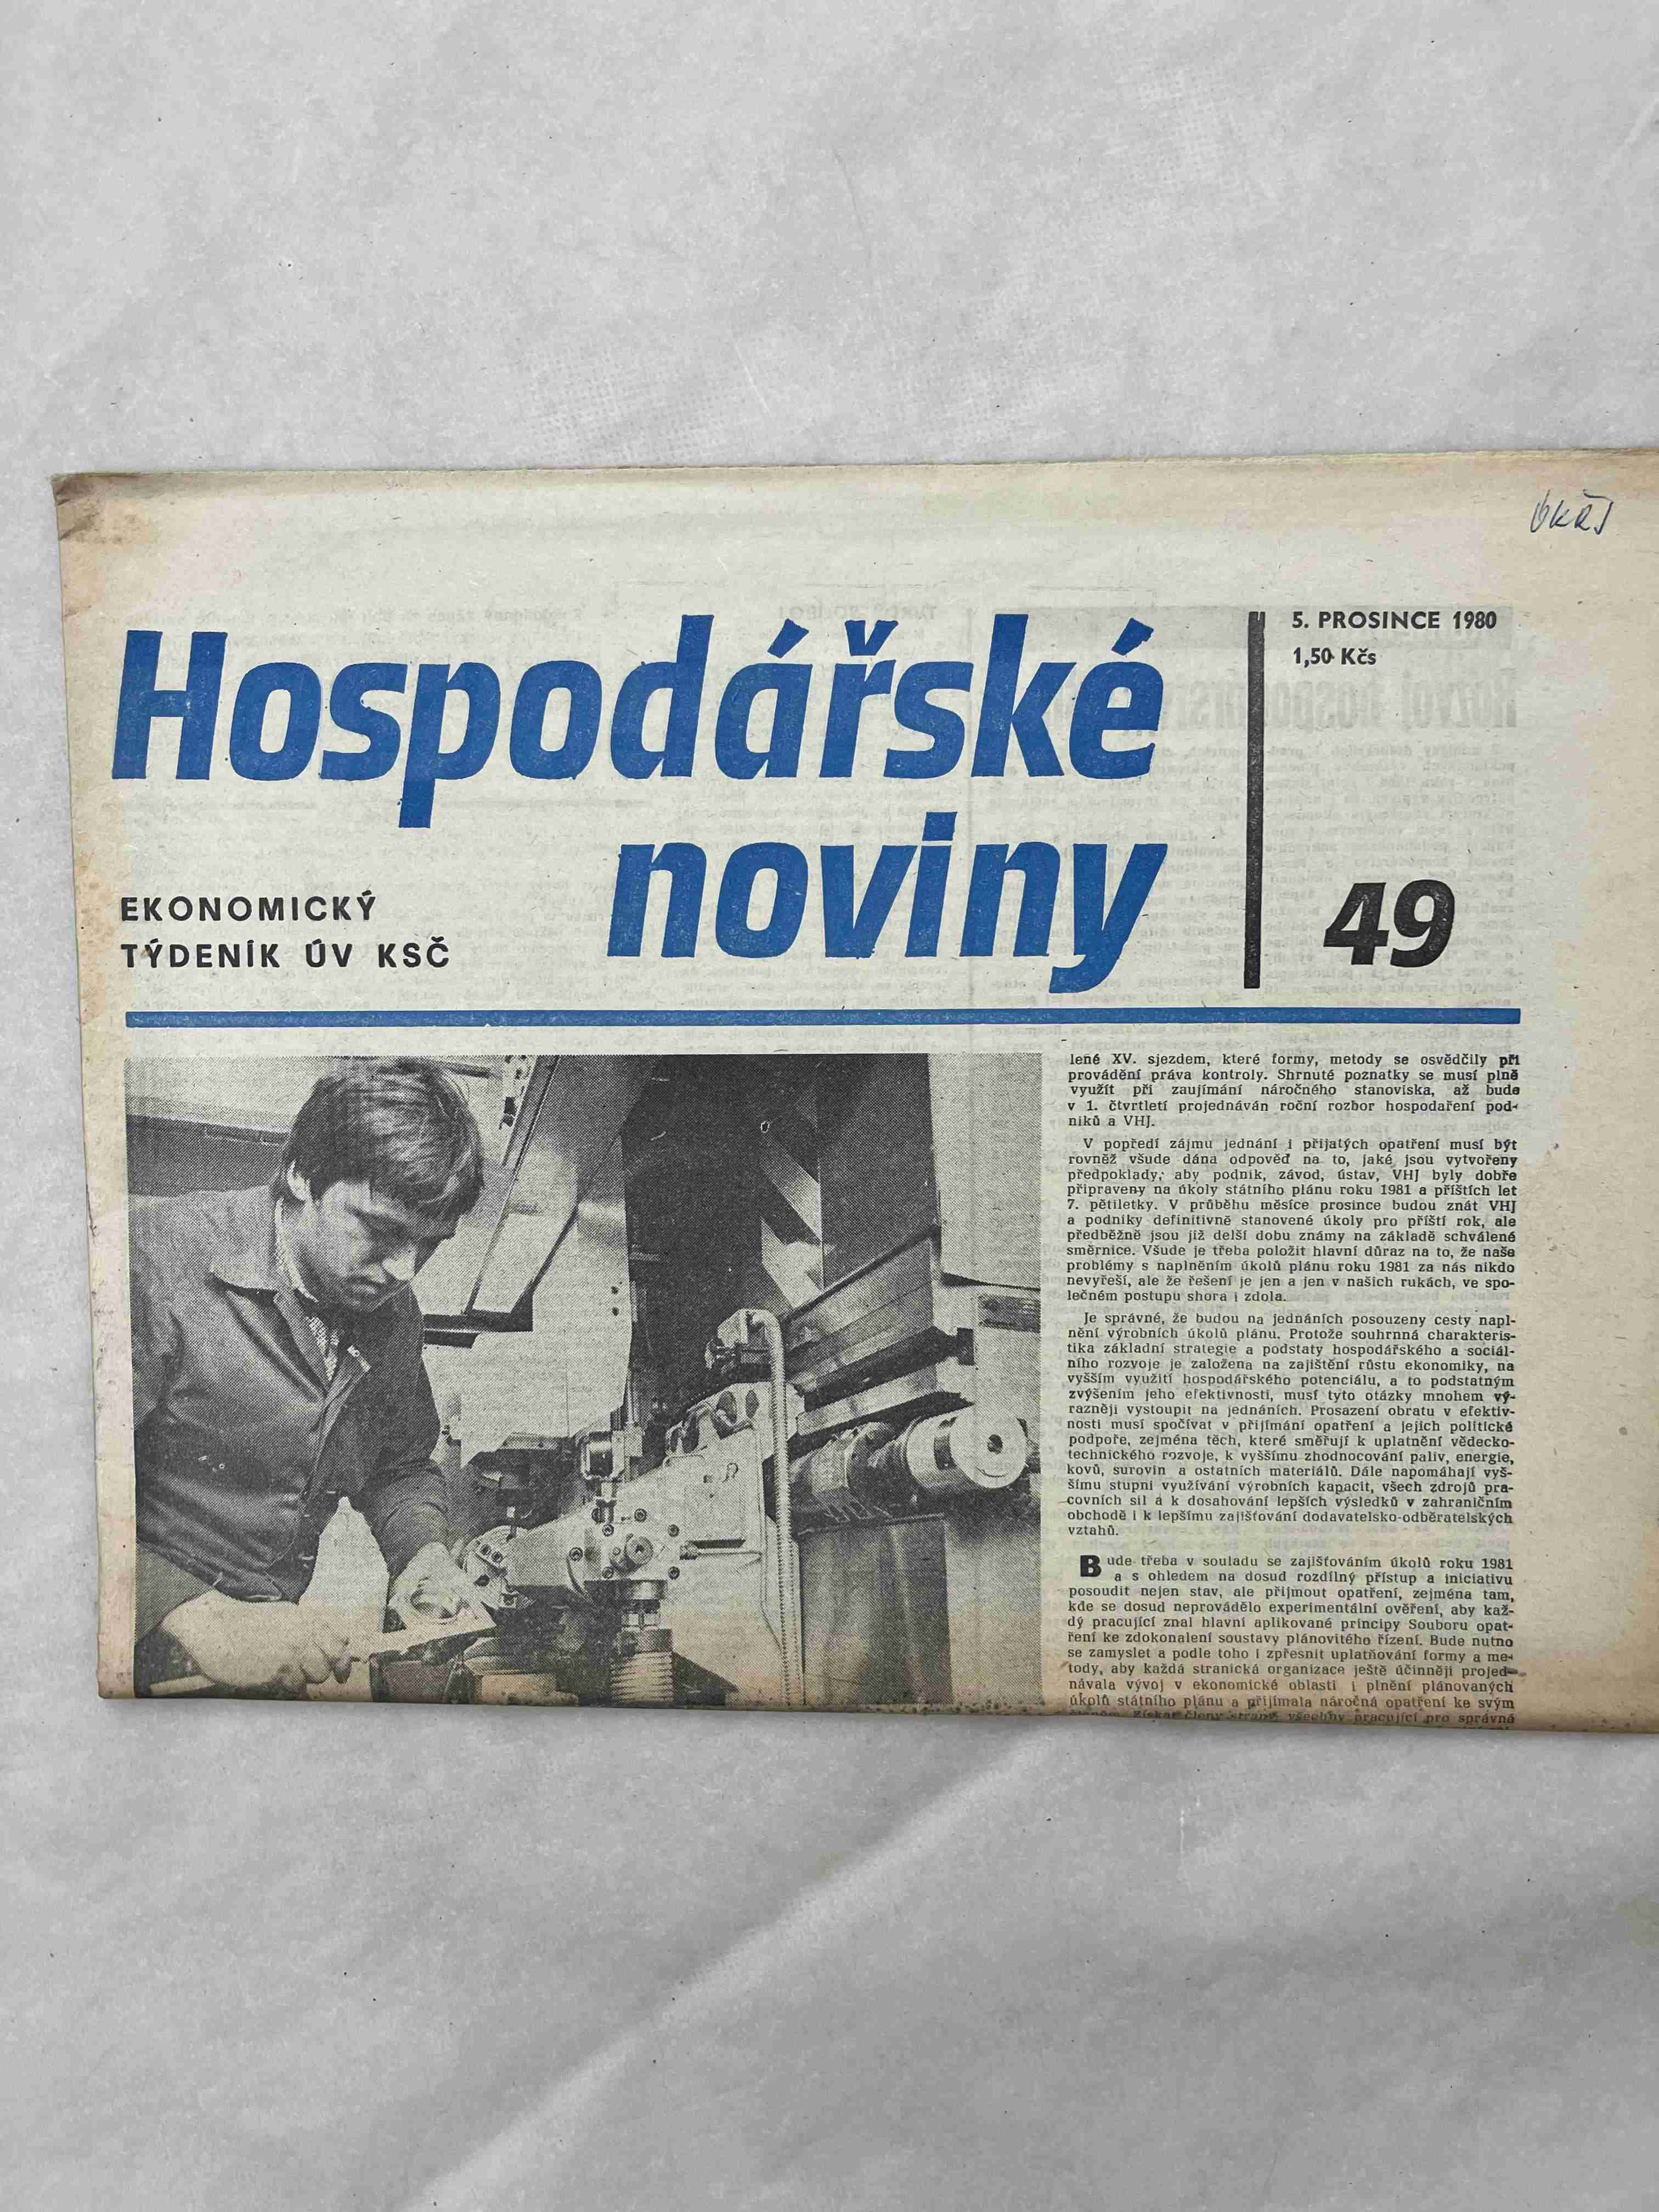 Hospodářské
noviny
EKONOMICKÝ
TÝDENÍK ÚV KSČ
5. PROSINCE 1980
1,50 Kčs
49
lené XV. sjezdem, které formy, metody se osvědčily při
provádění práva kontroly. Shrnuté poznatky se musí plně
využít při zaujímání náročného stanoviska, až bude
v 1. čtvrtletí projednáván roční rozbor hospodaření pod-
niků a VHJ.
V popředí zájmu jednání i přijatých opatření musí být
rovněž všude dána odpověď na to, jaké jsou vytvořeny
předpoklady, aby podnik, závod, ústav, VHJ byly dobře
připraveny na úkoly státního plánu roku 1981 a příštích let
7. pětiletky. V průběhu měsíce prosince budou znát VHJ
a podniky definitivně stanovené úkoly pro příští rok, ale
předběžně jsou již delší dobu známy na základě schválené
směrnice. Všude je třeba položit hlavní důraz na to, že naše
problémy s naplněním úkolů plánu roku 1981 za nás nikdo
nevyřeší, ale že řešení je jen a jen v našich rukách, ve spo-
lečném postupu shora i zdola.
Je správné, že budou na jednáních posouzeny cesty napl-
nění výrobních úkolů plánu. Protože souhrnná charakteris-
tika základní strategie a podstaty hospodářského a sociál-
ního rozvoje je založena na zajištění růstu ekonomiky, na
vyšším využití hospodářského potenciálu, a to podstatným
zvýšením jeho efektivnosti, musí tyto otázky mnohem vý-
razněji vystoupit na jednáních. Prosazení obratu v efektiv-
nosti musí spočívat v přijímání opatření a jejich politické
podpoře, zejména těch, které směřují k uplatnění vědecko-
technického rozvoje, k vyššímu zhodnocování paliv, energie,
kovů, surovin a ostatních materiálů. Dále napomáhají vyš-
šímu stupni využívání výrobních kapacit, všech zdrojů pra-
covních sil a k dosahování lepších výsledků v zahraničním
obchodě i k lepšímu zajišťování dodavatelsko-odběratelských
vztahů.
Bude třeba v souladu se zajišťováním úkolů roku 1981
a s ohledem na dosud rozdílný přístup a iniciativu
posoudit nejen stav, ale přijmout opatření, zejména tam,
kde se dosud neprovádělo experimentální ověření, aby kaž-
dý pracující znal hlavní aplikované principy Souboru opat-
ření ke zdokonalení soustavy plánovitého řízení. Bude nutno
se zamyslet a podle toho i zpřesnit uplatňování formy a me-
tody, aby každá stranická organizace ještě účinněji projed-
návala vývoj v ekonomické oblasti i plnění plánovaných
úkolů státního plánu a přijímala náročná opatření ke svým
členům. Získat členy strany, všechny pracující pro správná